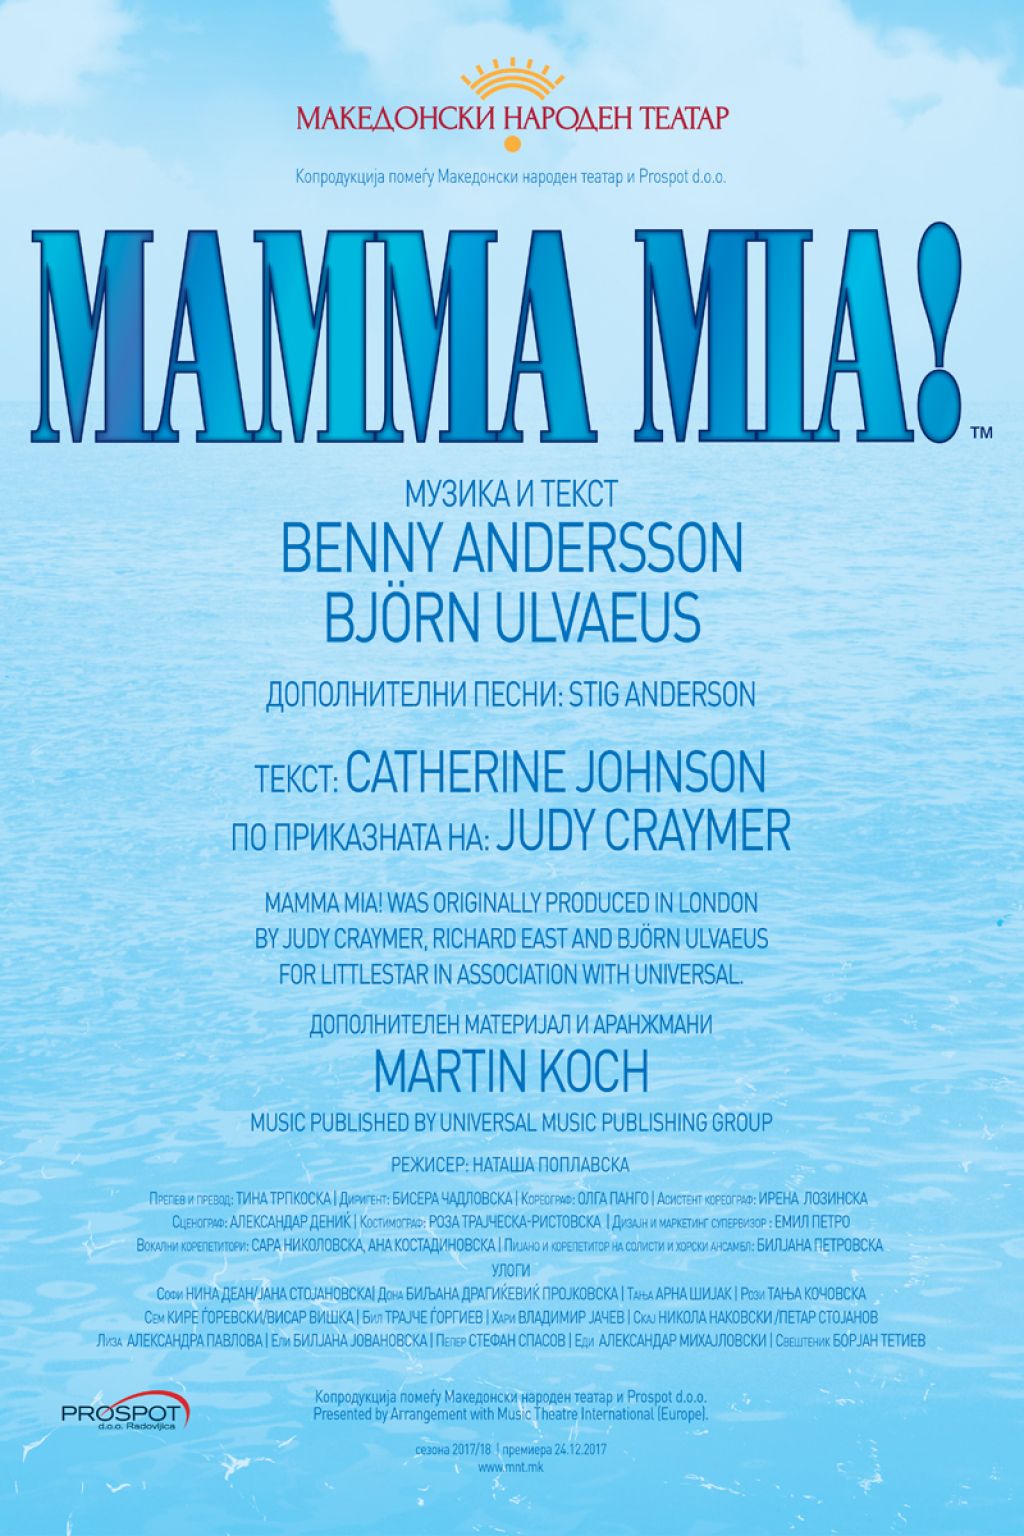 МАКЕДОНСКИ НАРОДЕН ТЕАТАР
Копродукција помеѓу Македонски народен театар и Prospot d.o.o.
MAMMA MIA! ™
МУЗИКА И ТЕКСТ
BENNY ANDERSSON
BJÖRN ULVAEUS
ДОПОЛНИТЕЛНИ ПЕСНИ: STIG ANDERSON
ТЕКСТ: CATHERINE JOHNSON
ПО ПРИКАЗНАТА НА: JUDY CRAYMER
MAMMA MIA! WAS ORIGINALLY PRODUCED IN LONDON
BY JUDY CRAYMER, RICHARD EAST AND BJÖRN ULVAEUS
FOR LITTLESTAR IN ASSOCIATION WITH UNIVERSAL.
ДОПОЛНИТЕЛЕН МАТЕРИЈАЛ И АРАНЖМАНИ
MARTIN KOCH
MUSIC PUBLISHED BY UNIVERSAL MUSIC PUBLISHING GROUP
РЕЖИСЕР: НАТАША ПОПЛАВСКА
Препев и превод: ТИНА ТРПКОСКА | Диригент: БИСЕРА ЧАДЛОВСКА | Кореограф: ОЛГА ПАНГО | Асистент кореограф: ИРЕНА ЛОЗИНСКА
Сценограф: АЛЕКСАНДАР ДЕНИЌ | Костимограф: РОЗА ТРАЈЧЕСКА-РИСТОВСКА | Дизајн и маркетинг супервизор : ЕМИЛ ПЕТРО
Вокални корепетитори: САРА НИКОЛОВСКА, АНА КОСТАДИНОВСКА | Пијано и корепетитор на солисти и хорски ансамбл: БИЛЈАНА ПЕТРОВСКА
УЛОГИ
Софи НИНА ДЕАН/ЈАНА СТОЈАНОВСКА| Дона БИЛЈАНА ДРАГИЌЕВИЌ ПРОЈКОВСКА | Тања АРНА ШИЈАК | Рози ТАЊА КОЧОВСКА
Сем КИРЕ ЃОРЕВСКИ/ВИСАР ВИШКА | Бил ТРАЈЧЕ ЃОРГИЕВ | Хари ВЛАДИМИР ЈАЧЕВ | Скај НИКОЛА НАКОВСКИ /ПЕТАР СТОЈАНОВ
Лиза АЛЕКСАНДРА ПАВЛОВА | Ели БИЛЈАНА ЈОВАНОВСКА | Пепер СТЕФАН СПАСОВ | Еди АЛЕКСАНДАР МИХАЈЛОВСКИ | Свештеник БОРЈАН ТЕТИЕВ
PROSPOT
d.o.o. Radovljica
Копродукција помеѓу Македонски народен театар и Prospot d.o.o.
Presented by Arrangement with Music Theatre International (Europe).
сезона 2017/18 | премиера 24.12.2017
www.mnt.mk